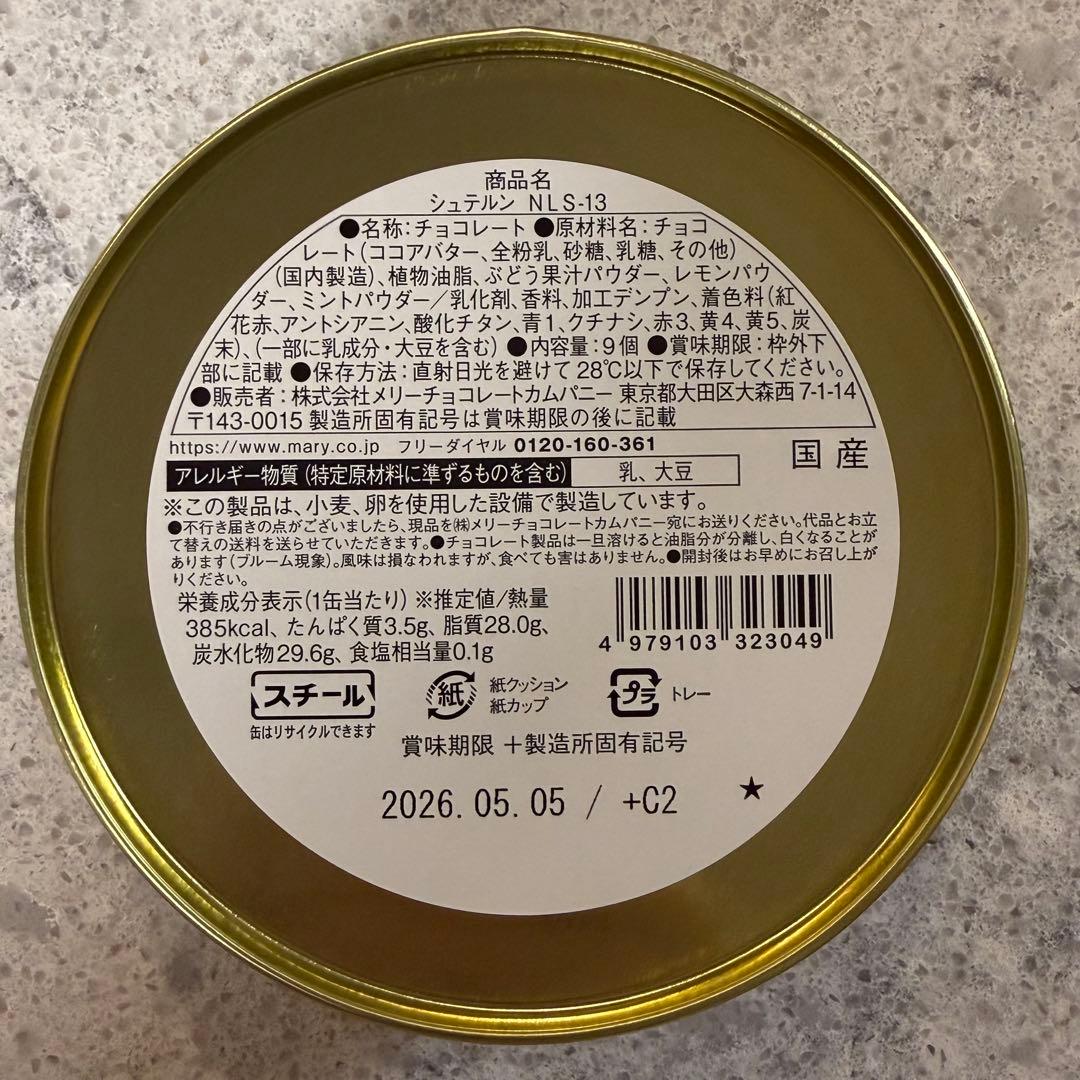 商品名
シュテルン NLS-13
●名称：チョコレート ●原材料名：チョコ
レート（ココアバター、全粉乳、砂糖、乳糖、その他）
（国内製造）、植物油脂、ぶどう果汁パウダー、レモンパウ
ダー、ミントパウダー／乳化剤、香料、加工デンプン、着色料（紅
花赤、アントシアニン、酸化チタン、青1、クチナシ、赤3、黄4、黄5、炭
末）、（一部に乳成分・大豆を含む） ●内容量：9個 ●賞味期限：枠外下
部に記載 ●保存方法：直射日光を避けて28℃以下で保存してください。
●販売者：株式会社メリーチョコレートカムパニー 東京都大田区大森西7-1-14
〒143-0015 製造所固有記号は賞味期限の後に記載
https://www.mary.co.jp フリーダイヤル 0120-160-361
国産
アレルギー物質（特定原材料に準ずるものを含む） 乳、大豆
※この製品は、小麦、卵を使用した設備で製造しています。
●不行き届きの点がございましたら、現品を㈱メリーチョコレートカムパニー宛にお送りください。代品とお立
て替えの送料を送らせていただきます。●チョコレート製品は一旦溶けると油脂分が分離し、白くなることが
あります（ブルーム現象）。風味は損なわれますが、食べても害はありません。●開封後はお早めにお召し上が
りください。
栄養成分表示（1缶当たり）※推定値/熱量
385kcal、たんぱく質3.5g、脂質28.0g、
炭水化物29.6g、食塩相当量0.1g
4 979103 323049
スチール
缶はリサイクルできます
紙
紙クッション
紙カップ
プラ
トレー
賞味期限 ＋製造所固有記号
2026.05.05 / +C2 ★